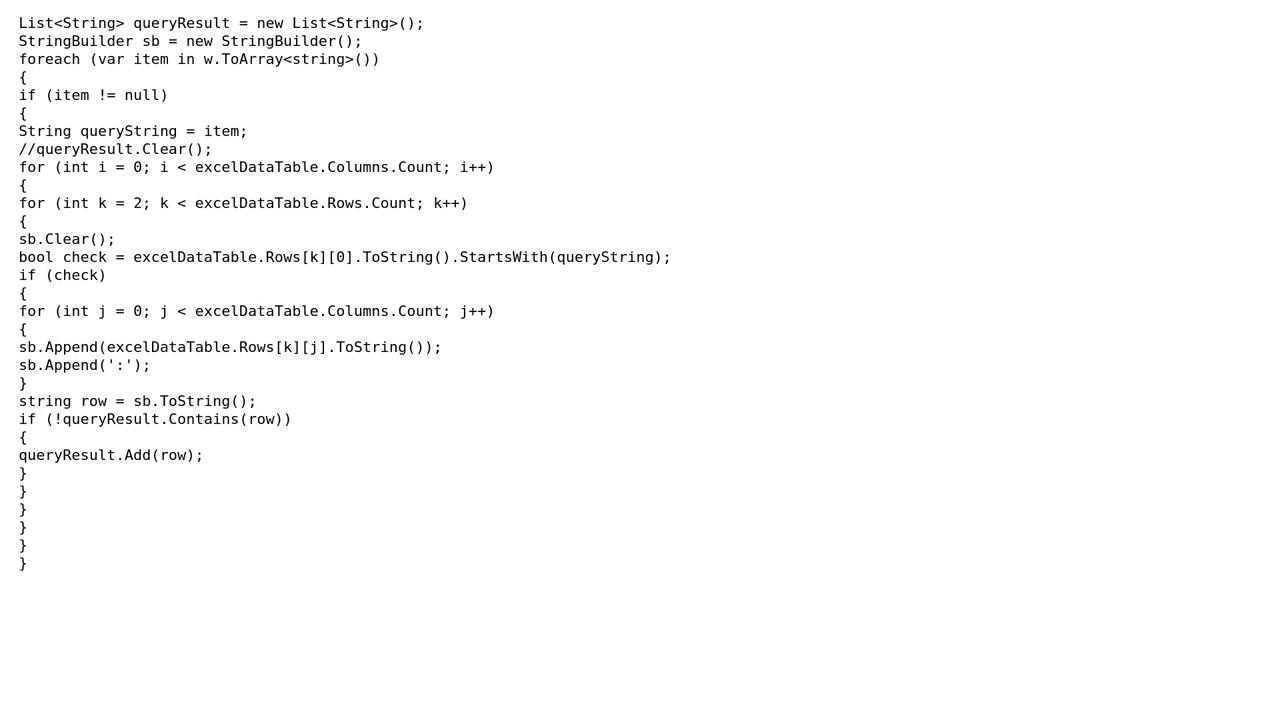 List<String> queryResult = new List<String>();
StringBuilder sb = new StringBuilder();
foreach (var item in w.ToArray<string>())
{
if (item != null)
{
String queryString = item;
//queryResult.Clear();
for (int i = 0; i < excelDataTable.Columns.Count; i++)
{
for (int k = 2; k < excelDataTable.Rows.Count; k++)
{
sb.Clear();
bool check = excelDataTable.Rows[k][0].ToString().StartsWith(queryString);
if (check)
{
for (int j = 0; j < excelDataTable.Columns.Count; j++)
{
sb.Append(excelDataTable.Rows[k][j].ToString());
sb.Append(':');
}
string row = sb.ToString();
if (!queryResult.Contains(row))
{
queryResult.Add(row);
}
}
}
}
}
}